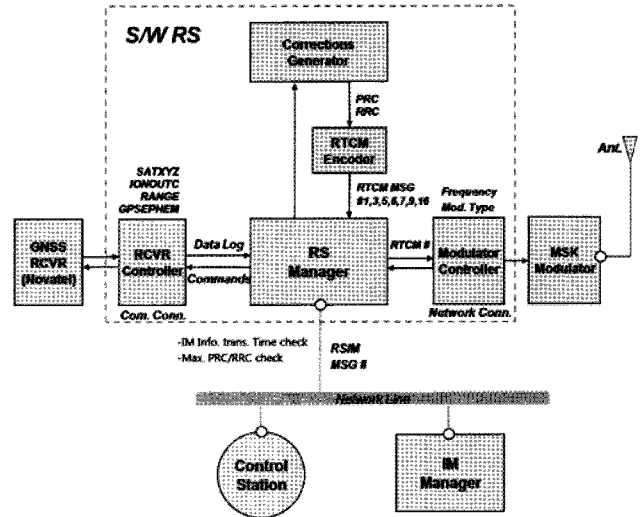 S/W RS
Corrections
Generator
PRC
RRC
RTCM
Encoder
Ant.
SATXYZ
IONOUTC
RANGE
GPSEPHEM
RTCM MSG
#1,3,5,6,7,9,16
Frequency
Mod. Type
GNSS
RCVR
(Novatel)
RCVR
Controller
Data Log
Commands
RS
Manager
RTCM #
Modulator
Controller
MSK
Modulator
Com. Conn.
Network Conn.
-IM Info. trans. Time check
-Max. PRC/RRC check
RSIM
MSG #
Network Line
Control
Station
IM
Manager